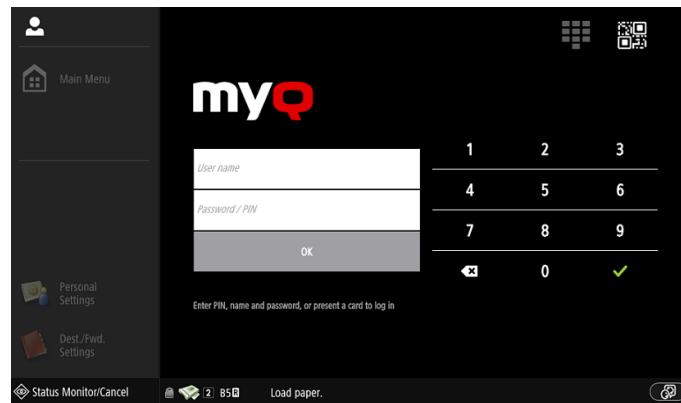 Main Menu
myQ
User name
Password / PIN
OK
1 2 3
4 5 6
7 8 9
0
Enter PIN, name and password, or present a card to log in
Personal
Settings
Dest./Fwd.
Settings
Status Monitor/Cancel
2 B5R Load paper.